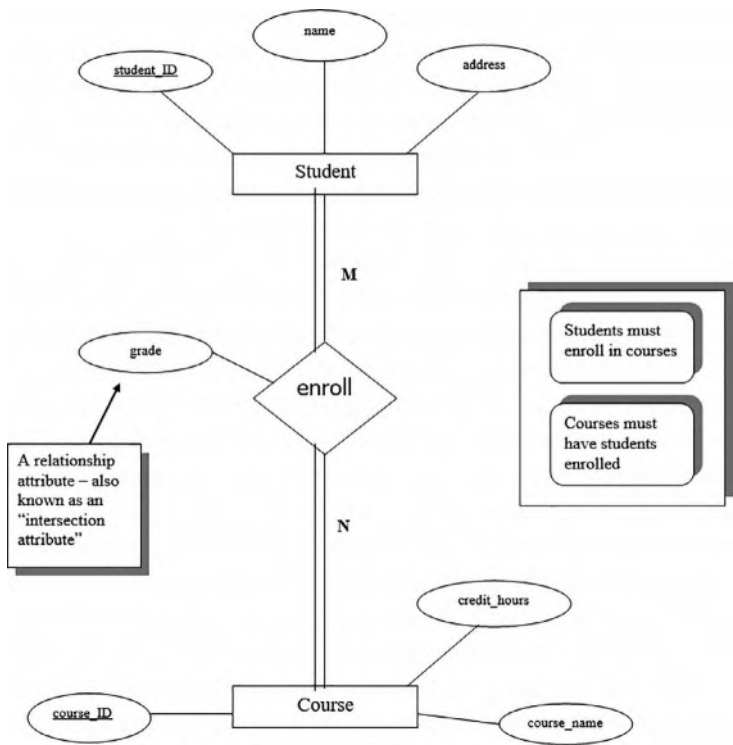 name
student_ID
address
Student
M
grade
enroll
Students must
enroll in courses
Courses must
have students
enrolled
A relationship
attribute – also
known as an
“intersection
attribute”
N
credit_hours
Course
course_ID
course_name